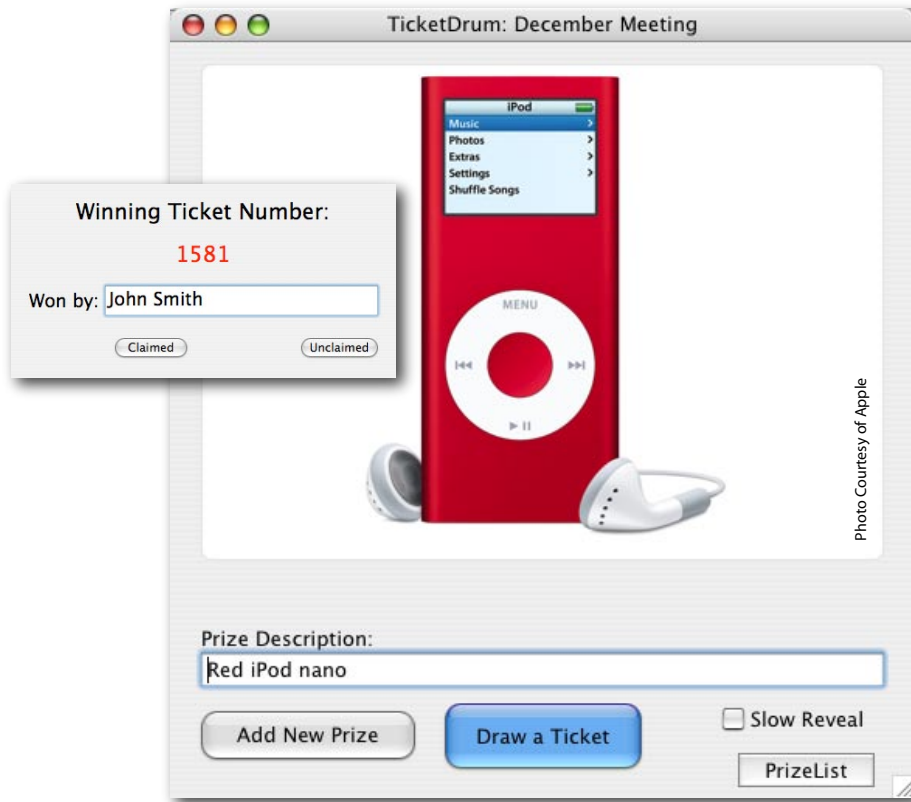 TicketDrum: December Meeting
iPod
Music
Photos
Extras
Settings
Shuffle Songs
MENU
Winning Ticket Number:
1581
Won by: John Smith
Claimed Unclaimed
Photo Courtesy of Apple
Prize Description:
Red iPod nano
Add New Prize Draw a Ticket Slow Reveal
PrizeList